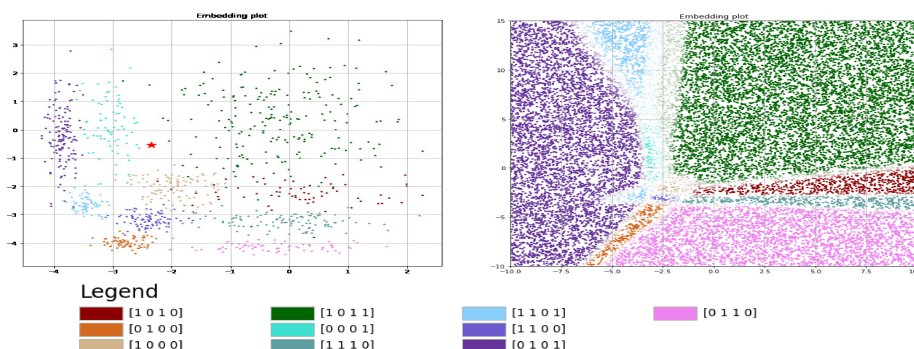 Embedding plot
Embedding plot
3
2
1
0
−1
−2
−3
−4
−4
−3
−2
−1
0
1
2
15
10
5
0
−5
−10
−10.0
−7.5
−5.0
−2.5
0.0
2.5
5.0
7.5
10
Legend
[1 0 1 0]
[1 0 1 1]
[1 1 0 1]
[0 1 1 0]
[0 1 0 0]
[0 0 0 1]
[1 1 0 0]
[1 0 0 0]
[1 1 1 0]
[0 1 0 1]